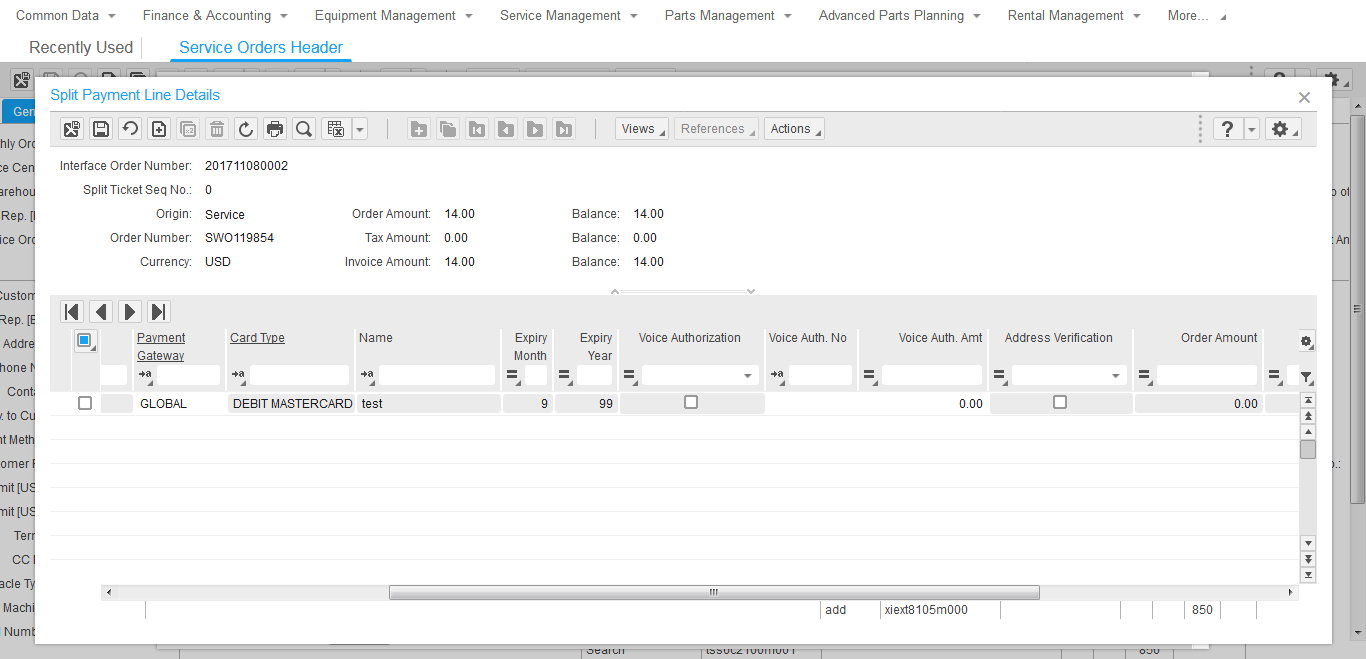 Common Data Finance & Accounting Equipment Management Service Management Parts Management Advanced Parts Planning Rental Management More...
Recently Used Service Orders Header
Split Payment Line Details
Views References Actions ?
Interface Order Number: 201711080002
Split Ticket Seq No.: 0
Origin: Service Order Amount: 14.00 Balance: 14.00
Order Number: SWO119854 Tax Amount: 0.00 Balance: 0.00
Currency: USD Invoice Amount: 14.00 Balance: 14.00
Payment Gateway Card Type Name Expiry Month Expiry Year Voice Authorization Voice Auth. No Voice Auth. Amt Address Verification Order Amount
GLOBAL DEBIT MASTERCARD test 9 99 0.00 0.00
add xiext8105m000 850
Gen
hly Or
ce Cen
arehou
Rep. [
ice Or
Custom
Rep. [E
Addre
hone N
Conta
y. to Cu
nt Meth
tomer F
mit [US
mit [US
Tern
CC
acle Ty
Machi
l Numb
o of
t An
o.:
Search tssoc2100m001 850